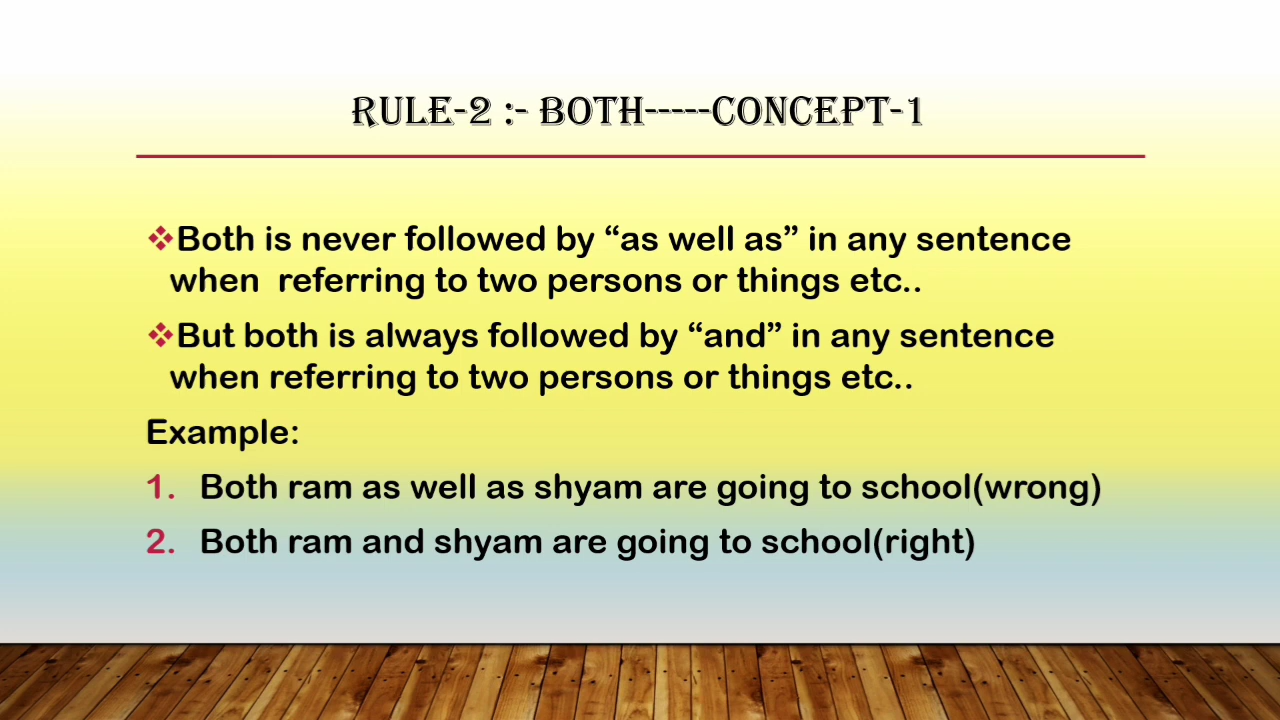 RULE-2 :- BOTH-----CONCEPT-1
❖Both is never followed by “as well as” in any sentence
when  referring to two persons or things etc..
❖But both is always followed by “and” in any sentence
when referring to two persons or things etc..
Example:
1. Both ram as well as shyam are going to school(wrong)
2. Both ram and shyam are going to school(right)